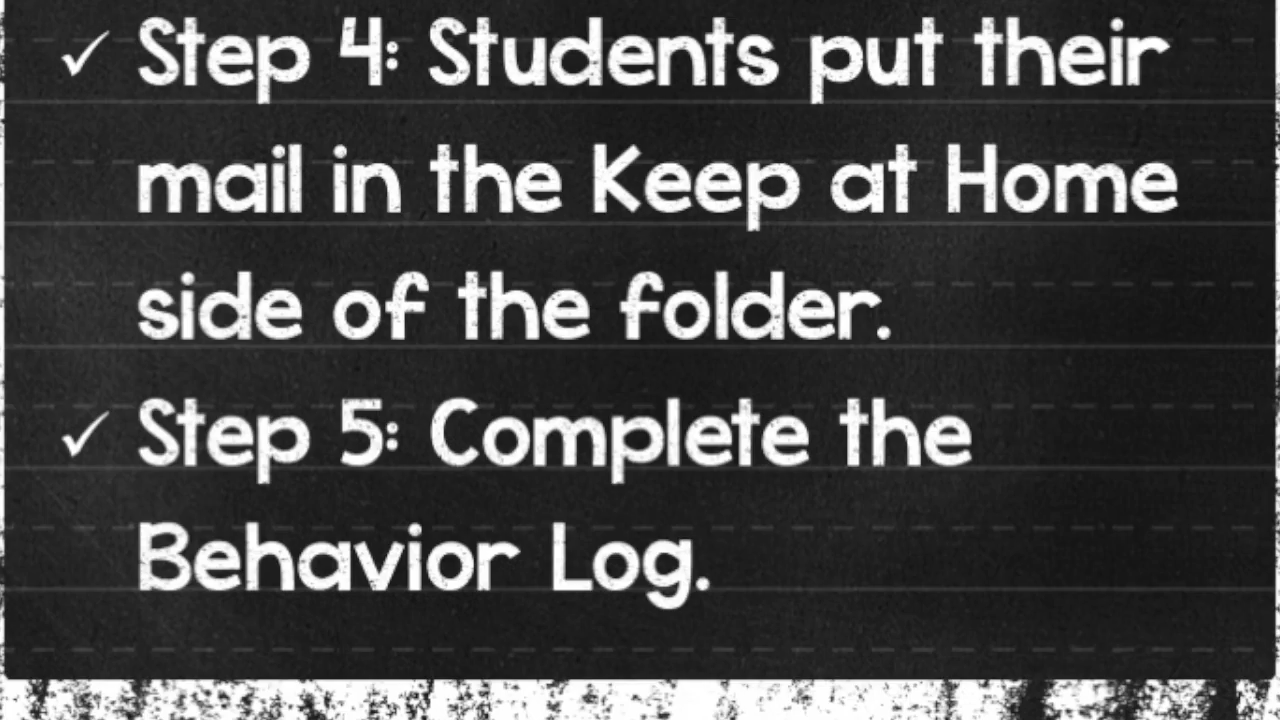 ✓ Step 4: Students put their
mail in the Keep at Home
side of the folder.
✓ Step 5: Complete the
Behavior Log.